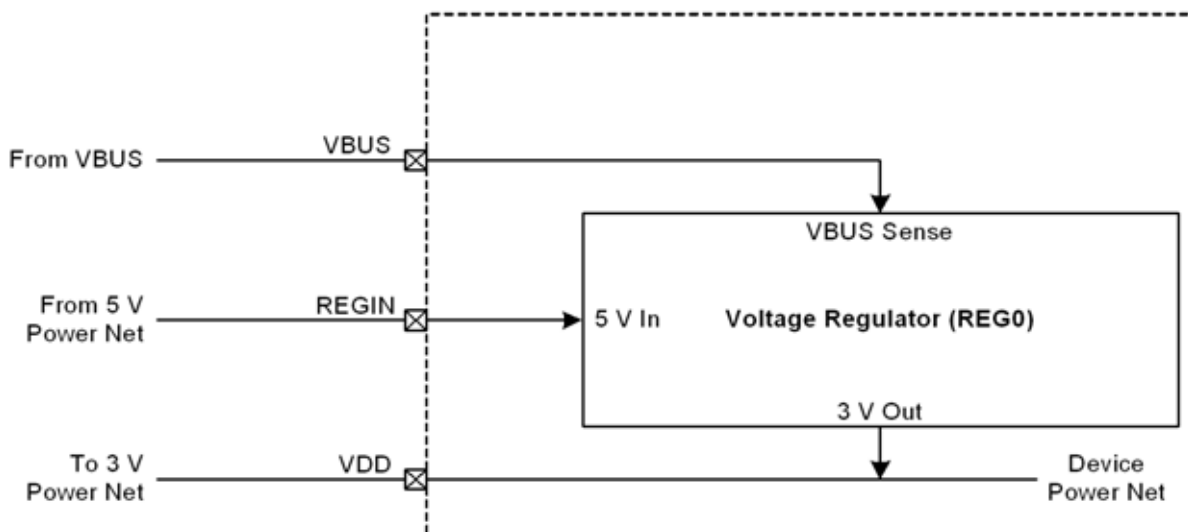 From VBUS
VBUS
VBUS Sense
From 5 V
Power Net
REGIN
5 V In
Voltage Regulator (REG0)
3 V Out
To 3 V
Power Net
VDD
Device
Power Net